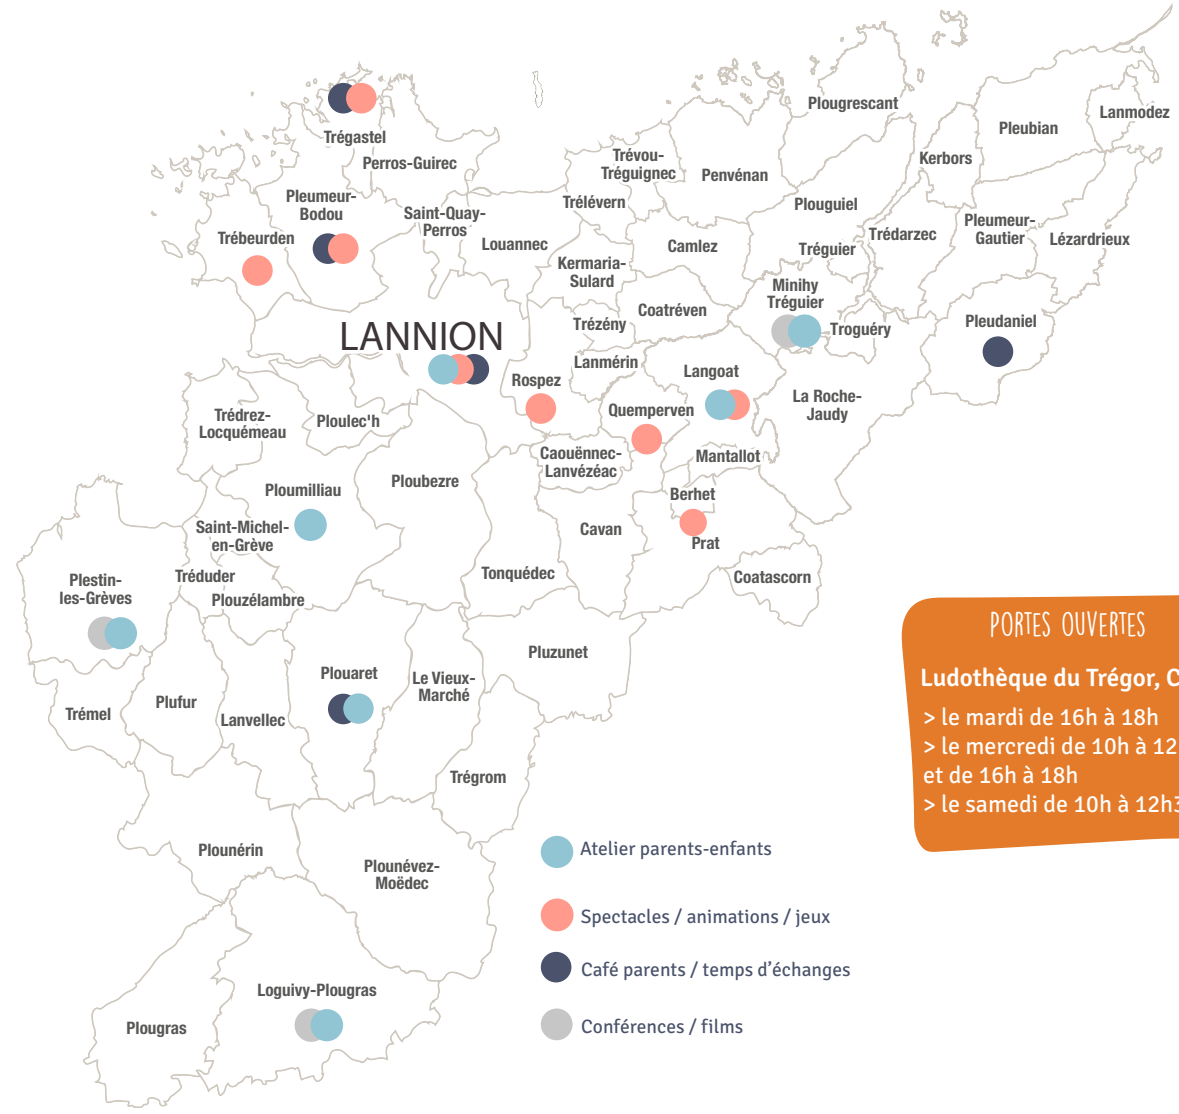 Plougrescant
Lanmodez
Pleubian
Trégastel
Perros-Guirec
Trévou-
Tréguignec
Penvénan
Kerbors
Pleumeur-
Bodou
Saint-Quay-
Perros
Trélévern
Plouguiel
Pleumeur-
Gautier
Trébeurden
Louannec
Camlez
Tréguier
Trédarzec
Lézardrieux
Kermaria-
Sulard
Minihy
Tréguier
Coatréven
Trézény
Troguéry
Pleudaniel
LANNION
Lanmérin
Langoat
Rospez
La Roche-
Jaudy
Trédrez-
Locquémeau
Ploulec'h
Quemperven
Caouënnec-
Lanvézéac
Mantallot
Ploubezre
Ploumilliau
Berhet
Saint-Michel-
en-Grève
Cavan
Prat
Plestin-
les-Grèves
Tréduder
Plouzélambre
Tonquédec
Coatascorn
Plouaret
Le Vieux-
Marché
Pluzunet
Trémel
Plufur
Lanvellec
Trégrom
Plounérin
Plounévez-
Moëdec
Loguivy-Plougras
Plougras
PORTES OUVERTES
Ludothèque du Trégor, C
> le mardi de 16h à 18h
> le mercredi de 10h à 12
et de 16h à 18h
> le samedi de 10h à 12h3
Atelier parents-enfants
Spectacles / animations / jeux
Café parents / temps d'échanges
Conférences / films